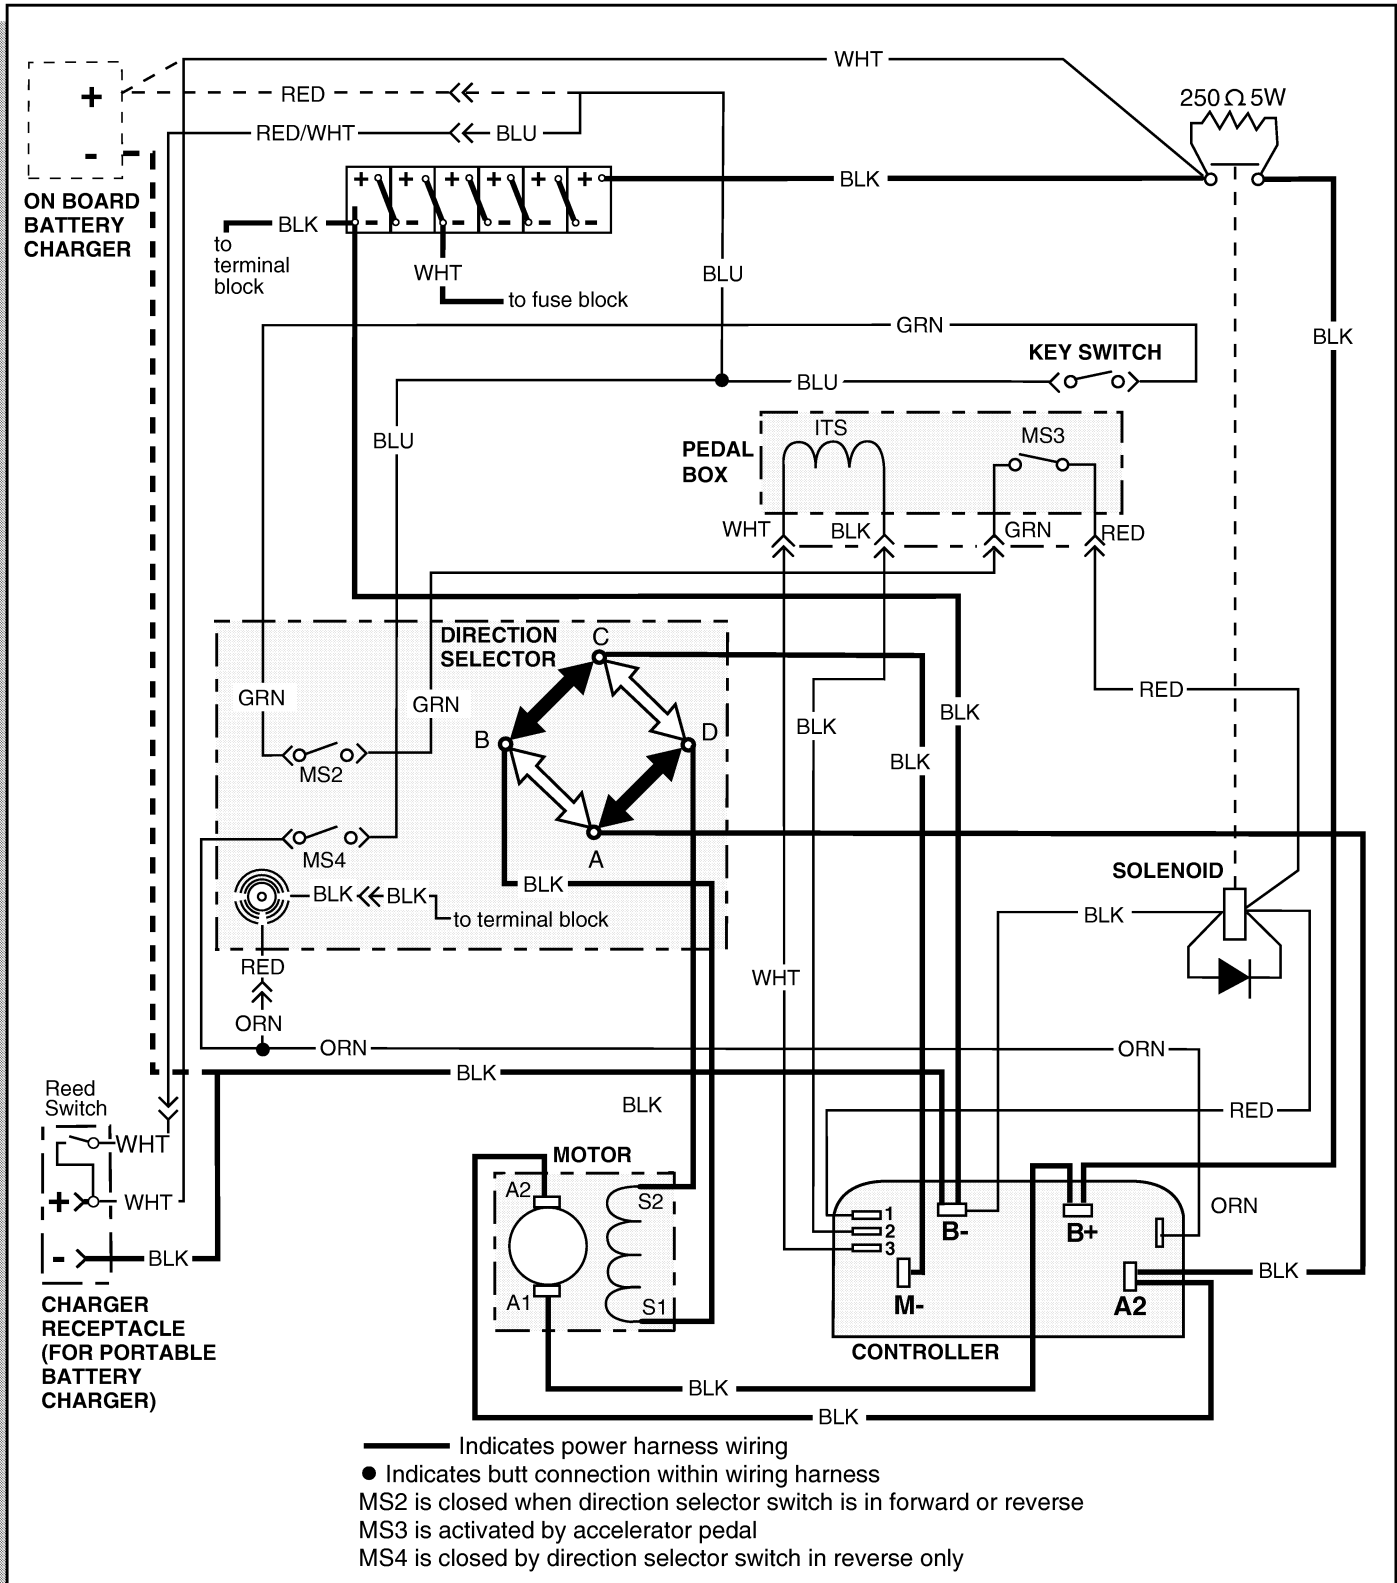 WHT
250 Ω 5W
+
RED
RED/WHT
BLU
-
ON BOARD
BATTERY
CHARGER
+ + + + + +
- - - - - -
BLK
BLK
to
terminal
block
WHT
to fuse block
BLU
GRN
BLK
KEY SWITCH
BLU
BLU
PEDAL
BOX
ITS
MS3
WHT
BLK
GRN
RED
DIRECTION
SELECTOR
C
GRN
GRN
B
D
BLK
BLK
BLK
RED
MS2
MS4
A
SOLENOID
BLK
BLK
BLK
to terminal block
BLK
RED
WHT
ORN
ORN
ORN
BLK
Reed
Switch
BLK
RED
WHT
MOTOR
+
WHT
A2
S2
1
2
3
B-
B+
ORN
-
BLK
A1
S1
M-
A2
BLK
CHARGER
RECEPTACLE
(FOR PORTABLE
BATTERY
CHARGER)
CONTROLLER
BLK
BLK
Indicates power harness wiring
Indicates butt connection within wiring harness
MS2 is closed when direction selector switch is in forward or reverse
MS3 is activated by accelerator pedal
MS4 is closed by direction selector switch in reverse only